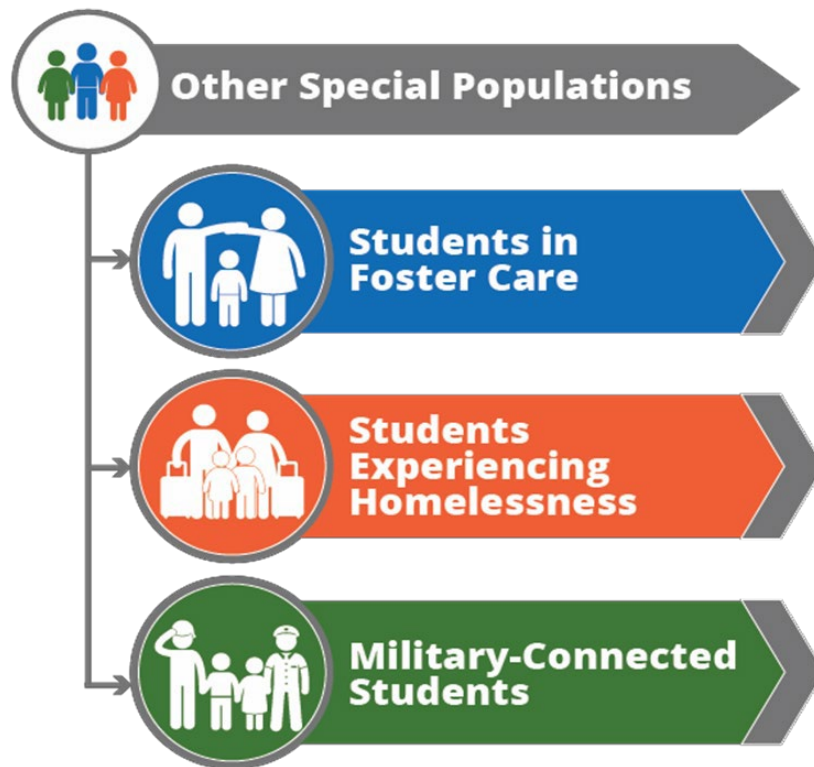 Other Special Populations
Students in
Foster Care
Students
Experiencing
Homelessness
Military-Connected
Students